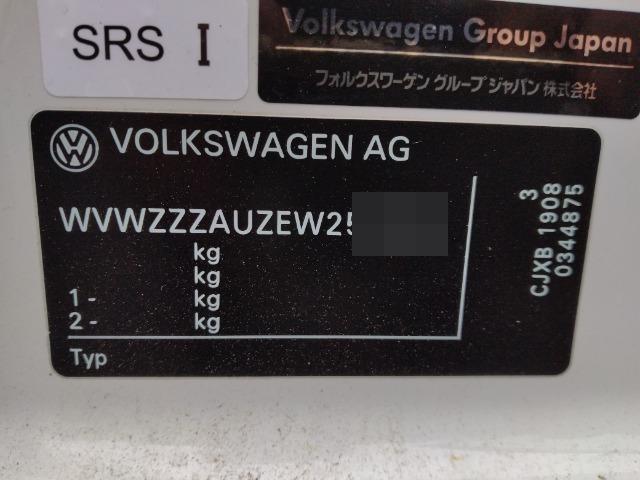 SRS I
Volkswagen Group Japan
フォルクスワーゲン グループ ジャパン 株式会社
VOLKSWAGEN AG
WVWZZZAUZEW25
kg
kg
1 - kg
2 - kg
Typ
3
CJXB 1908
0344875